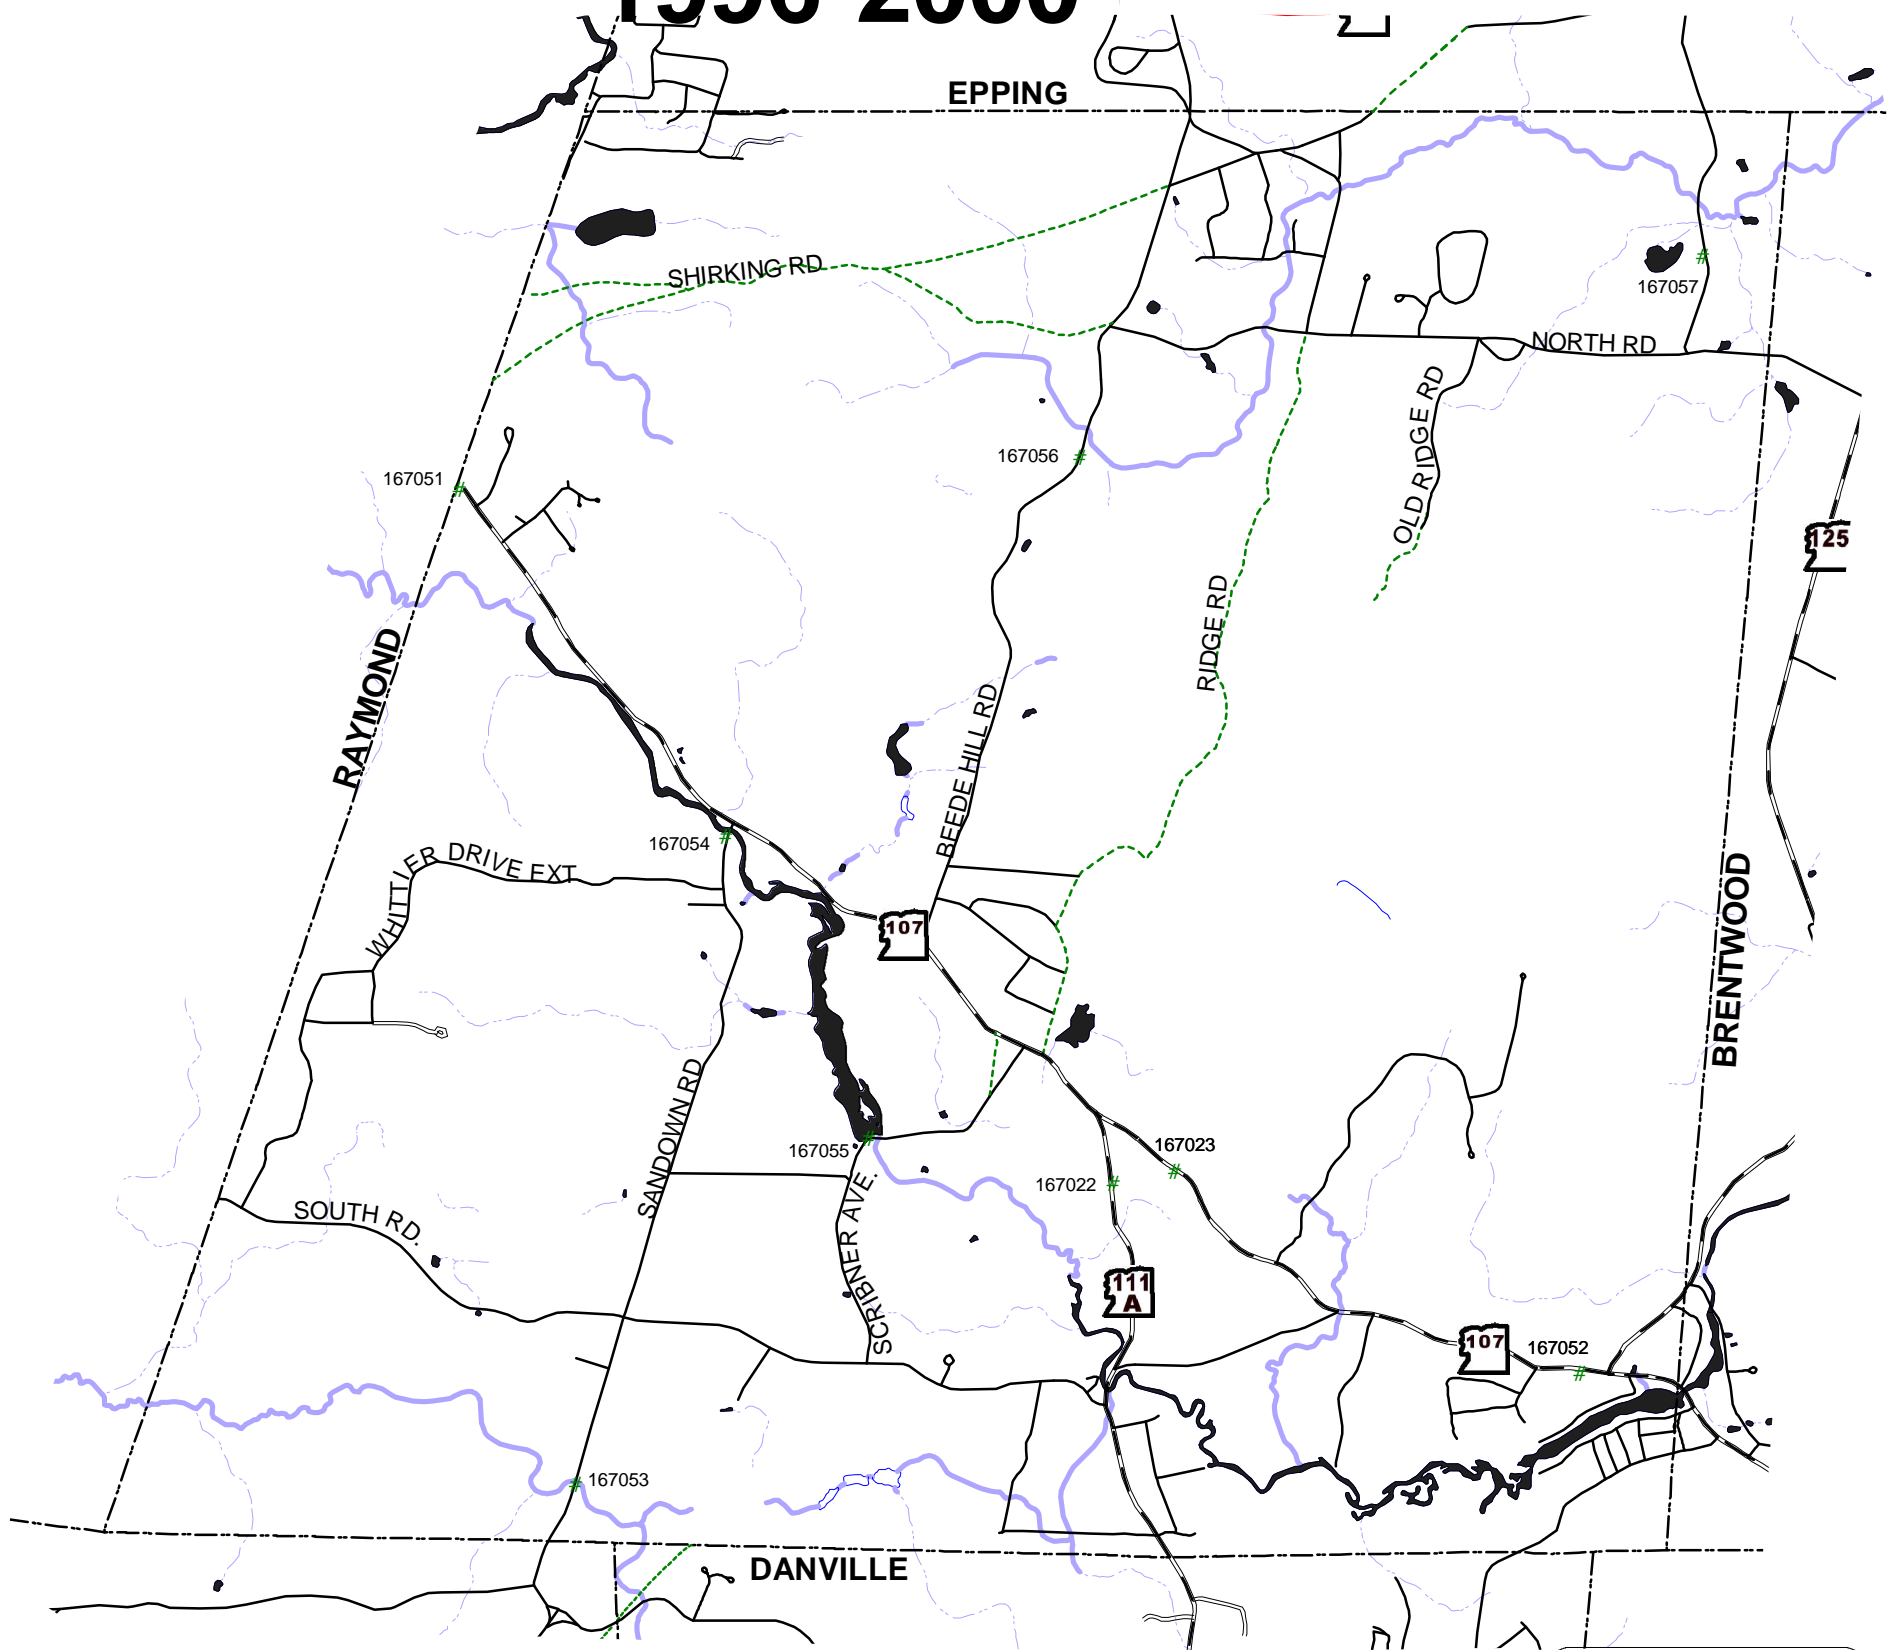 1996-2000
EPPING
SHIRKING RD
167057
NORTH RD
OLD RIDGE RD
167056
167051
125
RIDGE RD
RAYMOND
BEEDE HILL RD
167054
WHITTIER DRIVE EXT
BRENTWOOD
107
SANDOWN RD
167055
167023
167022
SCRIBNER AVE.
SOUTH RD.
111
A
107
167052
167053
DANVILLE